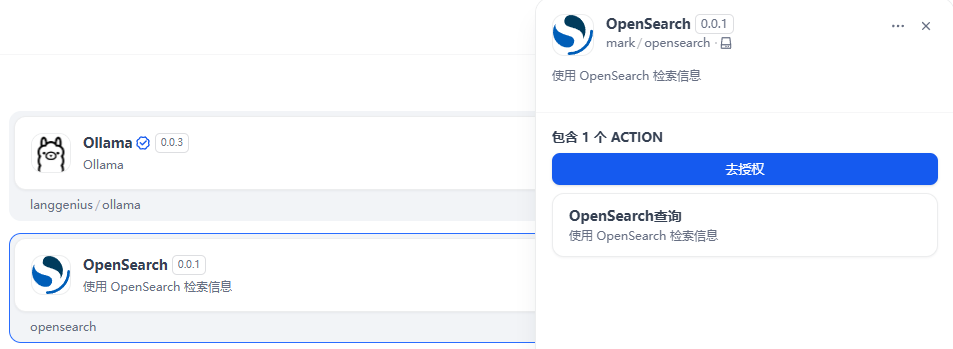 Ollama 0.0.3
Ollama
langgenius / ollama
OpenSearch 0.0.1
使用 OpenSearch 检索信息
opensearch
OpenSearch 0.0.1
mark / opensearch ·
使用 OpenSearch 检索信息
包含 1 个 ACTION
去授权
OpenSearch查询
使用 OpenSearch 检索信息